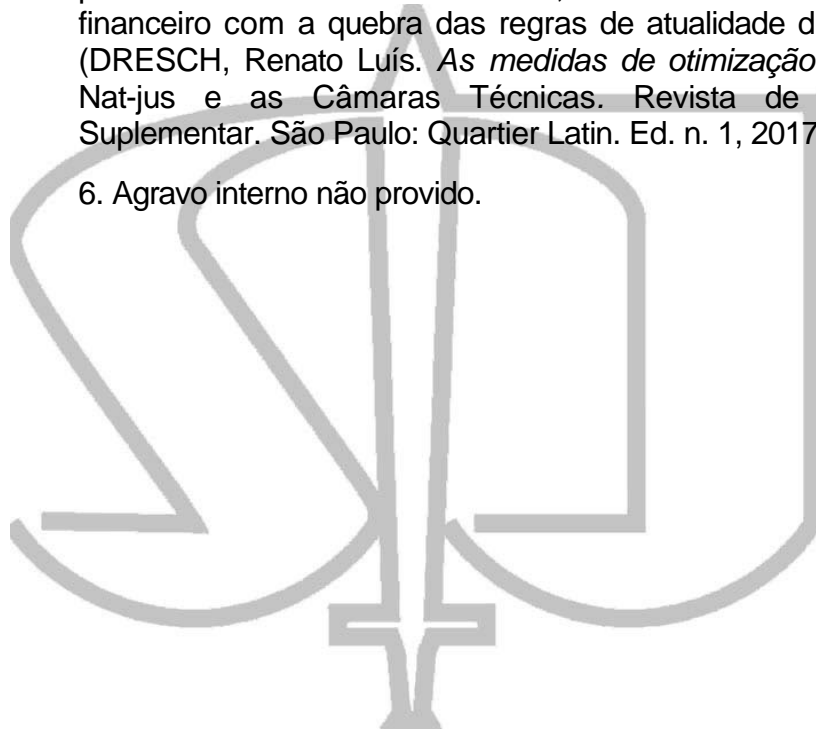 financeiro com a quebra das regras de atualidade d
(DRESCH, Renato Luís. As medidas de otimização
Nat-jus e as Câmaras Técnicas. Revista de
Suplementar. São Paulo: Quartier Latin. Ed. n. 1, 2017
6. Agravo interno não provido.